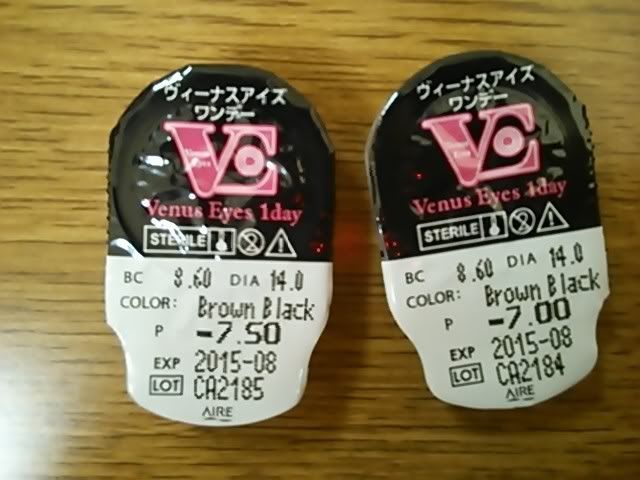 ヴィーナスアイズ
ワンデー
VE
Venus Eyes 1day
STERILE
BC 8.60 DIA 14.0
COLOR: Brown Black
P -7.50
EXP 2015-08
LOT CA2185
AIRE
ヴィーナスアイズ
ワンデー
VE
Venus Eyes 1day
STERILE
BC 8.60 DIA 14.0
COLOR: Brown Black
P -7.00
EXP 2015-08
LOT CA2184
AIRE